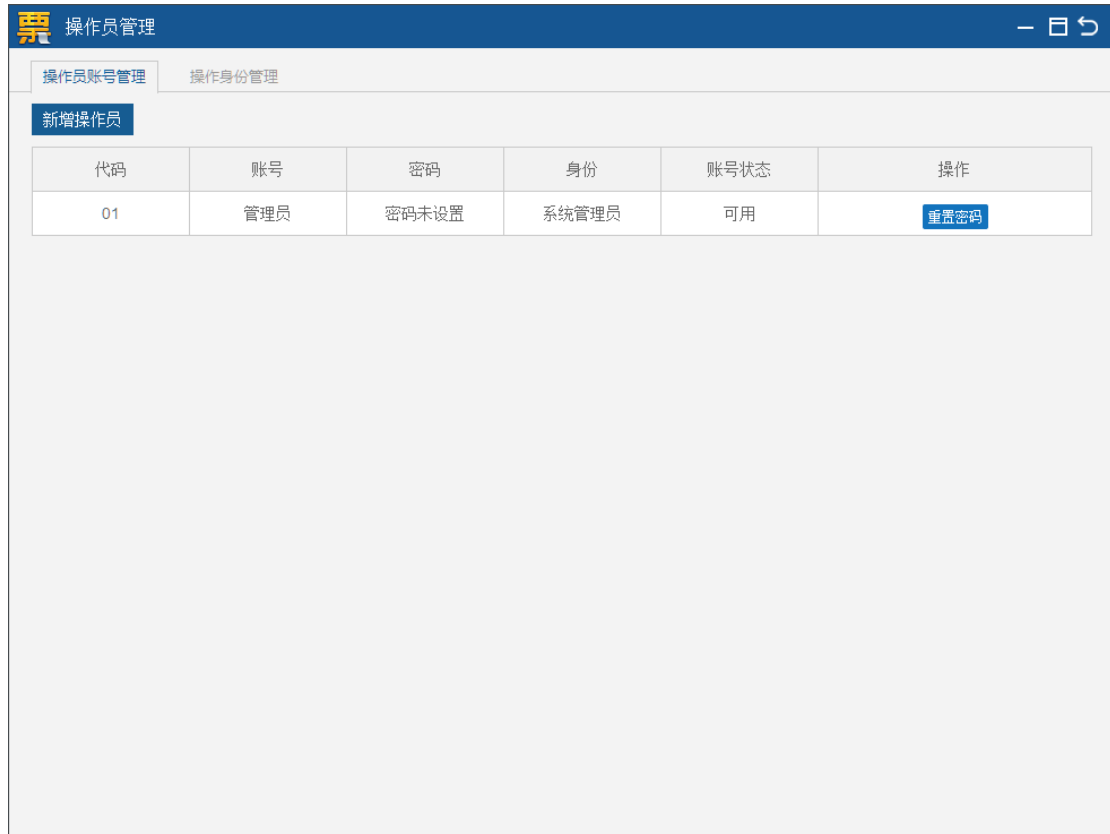 票 操作员管理
操作员账号管理 操作身份管理
新增操作员
代码 账号 密码 身份 账号状态 操作
01 管理员 密码未设置 系统管理员 可用 重置密码